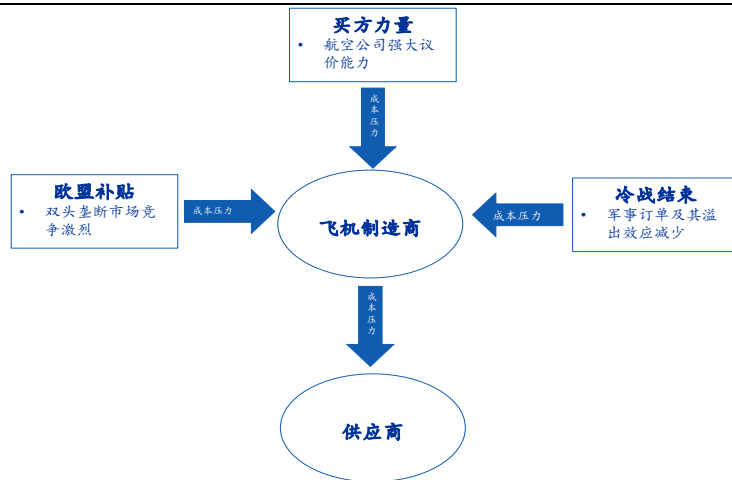 买方力量
• 航空公司强大议
价能力
成本压力
欧盟补贴
• 双头垄断市场竞
争激烈
成本压力
飞机制造商
成本压力
冷战结束
• 军事订单及其溢
出效应减少
成本压力
供应商